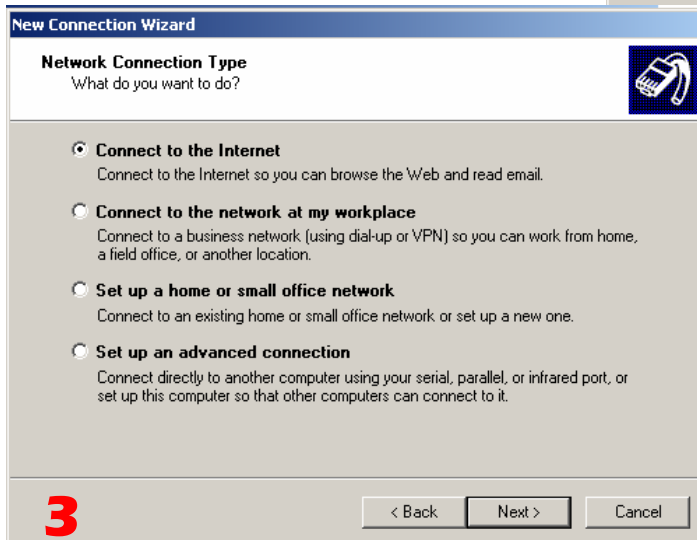 New Connection Wizard
Network Connection Type
What do you want to do?
Connect to the Internet
Connect to the Internet so you can browse the Web and read email.
Connect to the network at my workplace
Connect to a business network (using dial-up or VPN) so you can work from home,
a field office, or another location.
Set up a home or small office network
Connect to an existing home or small office network or set up a new one.
Set up an advanced connection
Connect directly to another computer using your serial, parallel, or infrared port, or
set up this computer so that other computers can connect to it.
3
< Back Next > Cancel